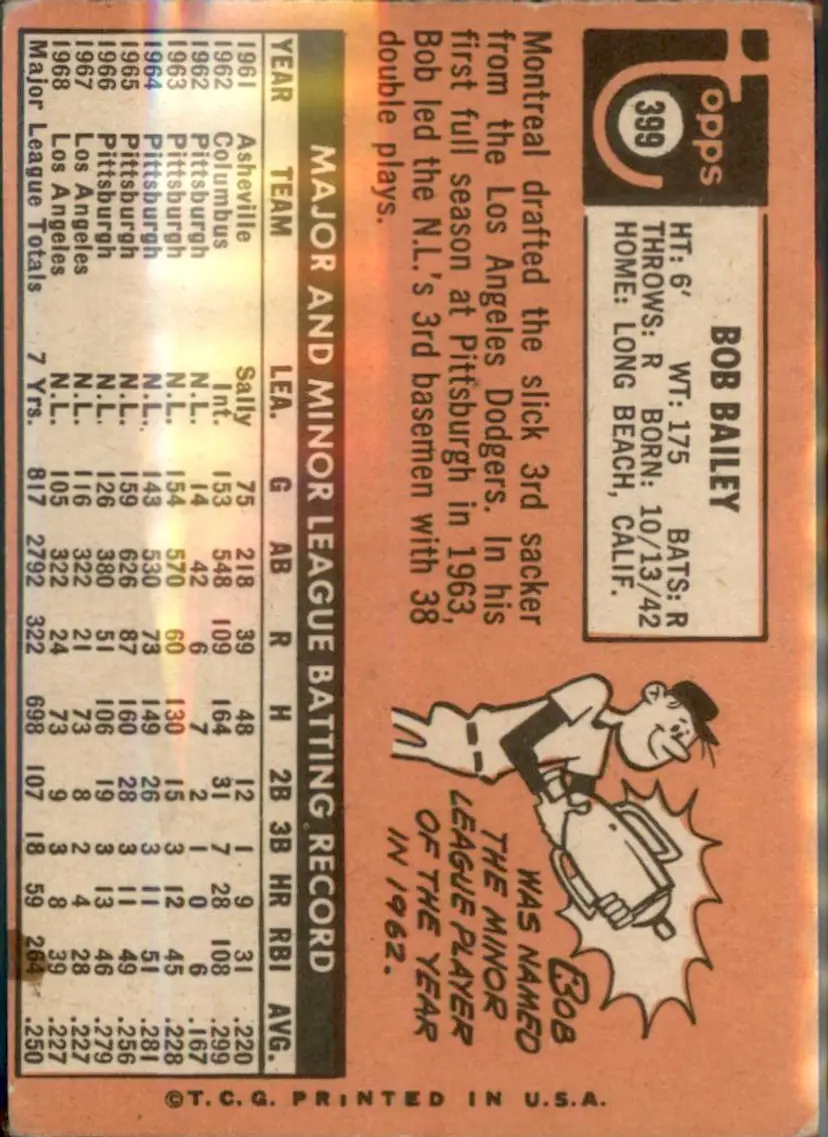 Topps
399
BOB BAILEY
HT: 6' WT: 175 BATS: R
THROWS: R BORN: 10/13/42
HOME: LONG BEACH, CALIF.
Montreal drafted the slick 3rd sacker
from the Los Angeles Dodgers. In his
first full season at Pittsburgh in 1963,
Bob led the N.L.'s 3rd basemen with 38
double plays.
BOB
WAS NAMED
THE MINOR
LEAGUE PLAYER
OF THE YEAR
IN 1962.
MAJOR AND MINOR LEAGUE BATTING RECORD
YEAR TEAM LEA. G AB R H 2B 3B HR RBI AVG.
1961 Asheville Sally 75 218 39 48 12 1 9 31 .220
1962 Columbus Int. 153 548 109 164 31 7 28 108 .299
1962 Pittsburgh N.L. 14 42 6 7 2 1 0 6 .167
1963 Pittsburgh N.L. 154 570 60 130 15 3 12 45 .228
1964 Pittsburgh N.L. 143 530 73 149 26 3 11 51 .281
1965 Pittsburgh N.L. 159 626 87 160 28 3 11 49 .256
1966 Pittsburgh N.L. 126 380 51 106 19 3 13 46 .279
1967 Los Angeles N.L. 116 322 21 73 8 2 4 28 .227
1968 Los Angeles N.L. 105 322 24 73 9 3 8 39 .227
Major League Totals 7 Yrs. 817 2792 322 698 107 18 59 264 .250
©T.C.G. PRINTED IN U.S.A.